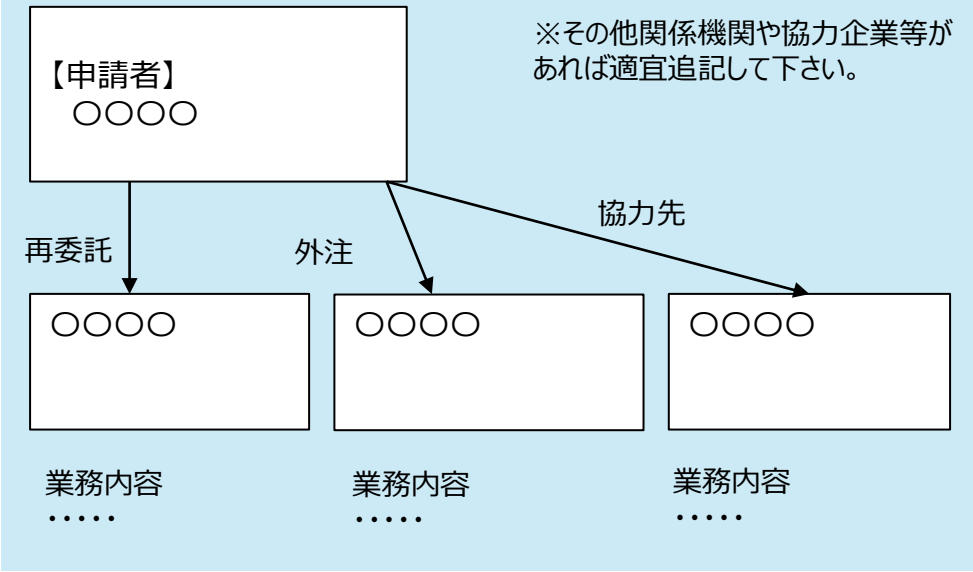 ※その他関係機関や協力企業等が
あれば適宜追記して下さい。
【申請者】
〇〇〇〇
再委託
外注
協力先
〇〇〇〇
〇〇〇〇
〇〇〇〇
業務内容
・・・・・
業務内容
・・・・・
業務内容
・・・・・